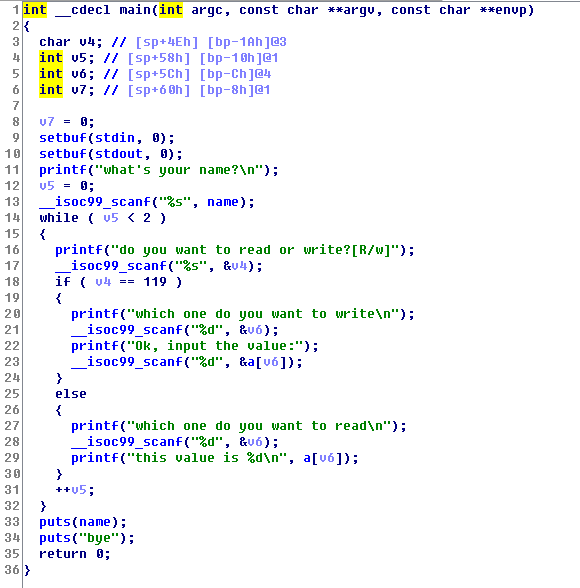 1 int __cdecl main(int argc, const char **argv, const char **envp)
2 {
3 char v4; // [sp+4Eh] [bp-1Ah]@3
4 int v5; // [sp+58h] [bp-10h]@1
5 int v6; // [sp+5Ch] [bp-Ch]@4
6 int v7; // [sp+60h] [bp-8h]@1
7
8 v7 = 0;
9 setbuf(stdin, 0);
10 setbuf(stdout, 0);
11 printf("what's your name?\n");
12 v5 = 0;
13 __isoc99_scanf("%s", name);
14 while ( v5 < 2 )
15 {
16 printf("do you want to read or write?[R/w]");
17 __isoc99_scanf("%s", &v4);
18 if ( v4 == 119 )
19 {
20 printf("which one do you want to write\n");
21 __isoc99_scanf("%d", &v6);
22 printf("Ok, input the value:");
23 __isoc99_scanf("%d", &a[v6]);
24 }
25 else
26 {
27 printf("which one do you want to read\n");
28 __isoc99_scanf("%d", &v6);
29 printf("this value is %d\n", a[v6]);
30 }
31 ++v5;
32 }
33 puts(name);
34 puts("bye");
35 return 0;
36 }